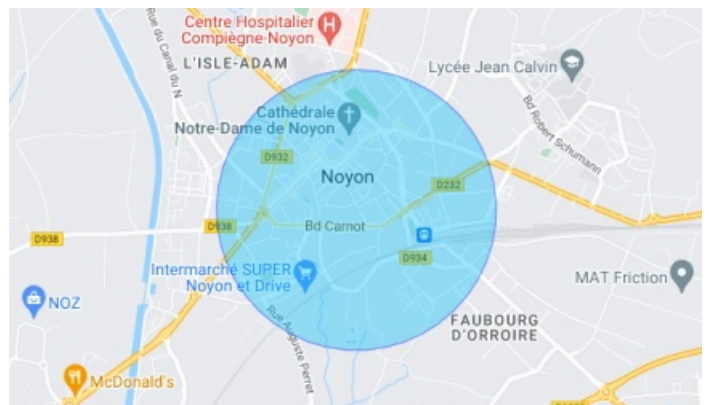 Centre Hospitalier
Compiègne-Noyon
H
Rue du Canal du N
L'ISLE-ADAM
Lycée Jean Calvin
Cathédrale
Notre-Dame de Noyon
Bd Robert Schumann
D932
Noyon
D232
D938
D938
Bd Carnot
D934
Intermarché SUPER
Noyon et Drive
MAT Friction
NOZ
Rue Auguste Perret
FAUBOURG
D'ORROIRE
McDonald's